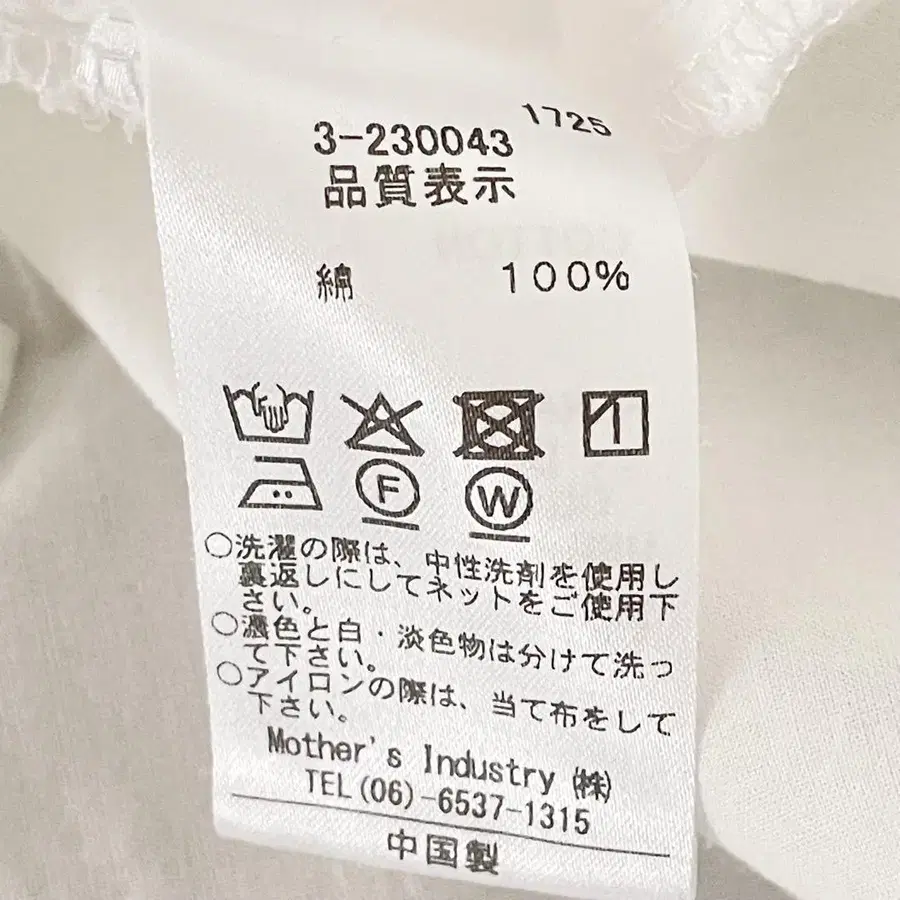 1725
3-230043
品質表示
綿 100%
F
W
○洗濯の際は、中性洗剤を使用し
裏返しにしてネットをご使用下
さい。
○濃色と白・淡色物は分けて洗っ
て下さい。
○アイロンの際は、当て布をして
下さい。
Mother's Industry ㈱
TEL(06)-6537-1315
中国製